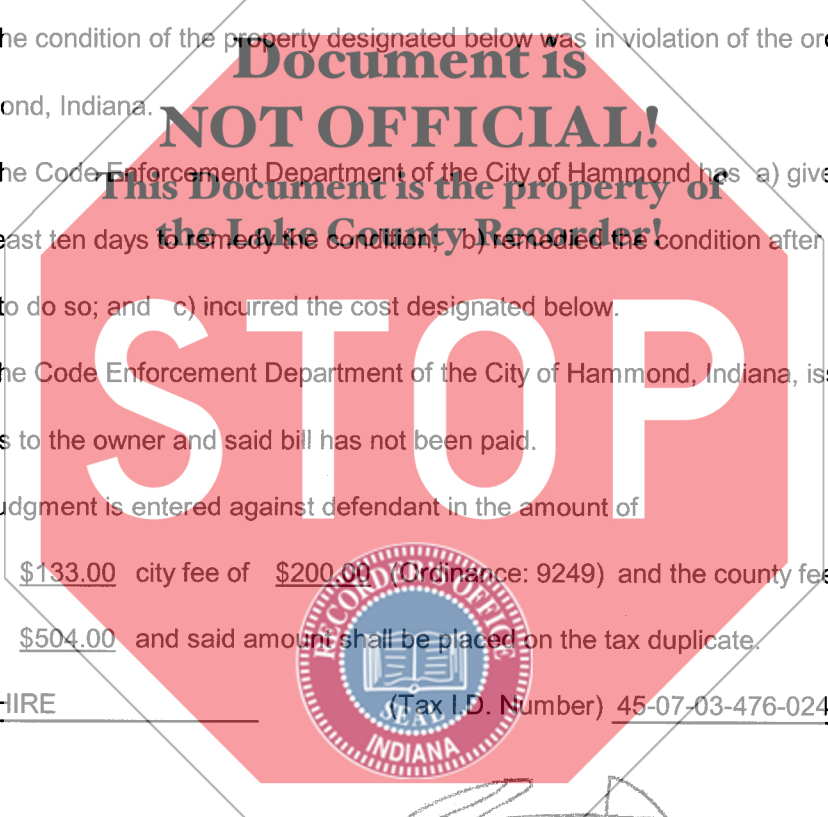 he condition of the property designated below was in violation of the or
Document is
ond, Indiana.
NOT OFFICIAL!
he Code Enforcement Department of the City of Hammond has a) give
This Document is the property of
the Lake County Recorder!
east ten days to remedy the condition; b) remedied the condition after
to do so; and c) incurred the cost designated below.
STOP
he Code Enforcement Department of the City of Hammond, Indiana, is
s to the owner and said bill has not been paid.
udgment is entered against defendant in the amount of
$133.00 city fee of $200.00 (Ordinance: 9249) and the county fee
RECORDER OFFICE
$504.00 and said amount shall be placed on the tax duplicate.
HIRE (Tax I.D. Number) 45-07-03-476-024
SEAL
INDIANA